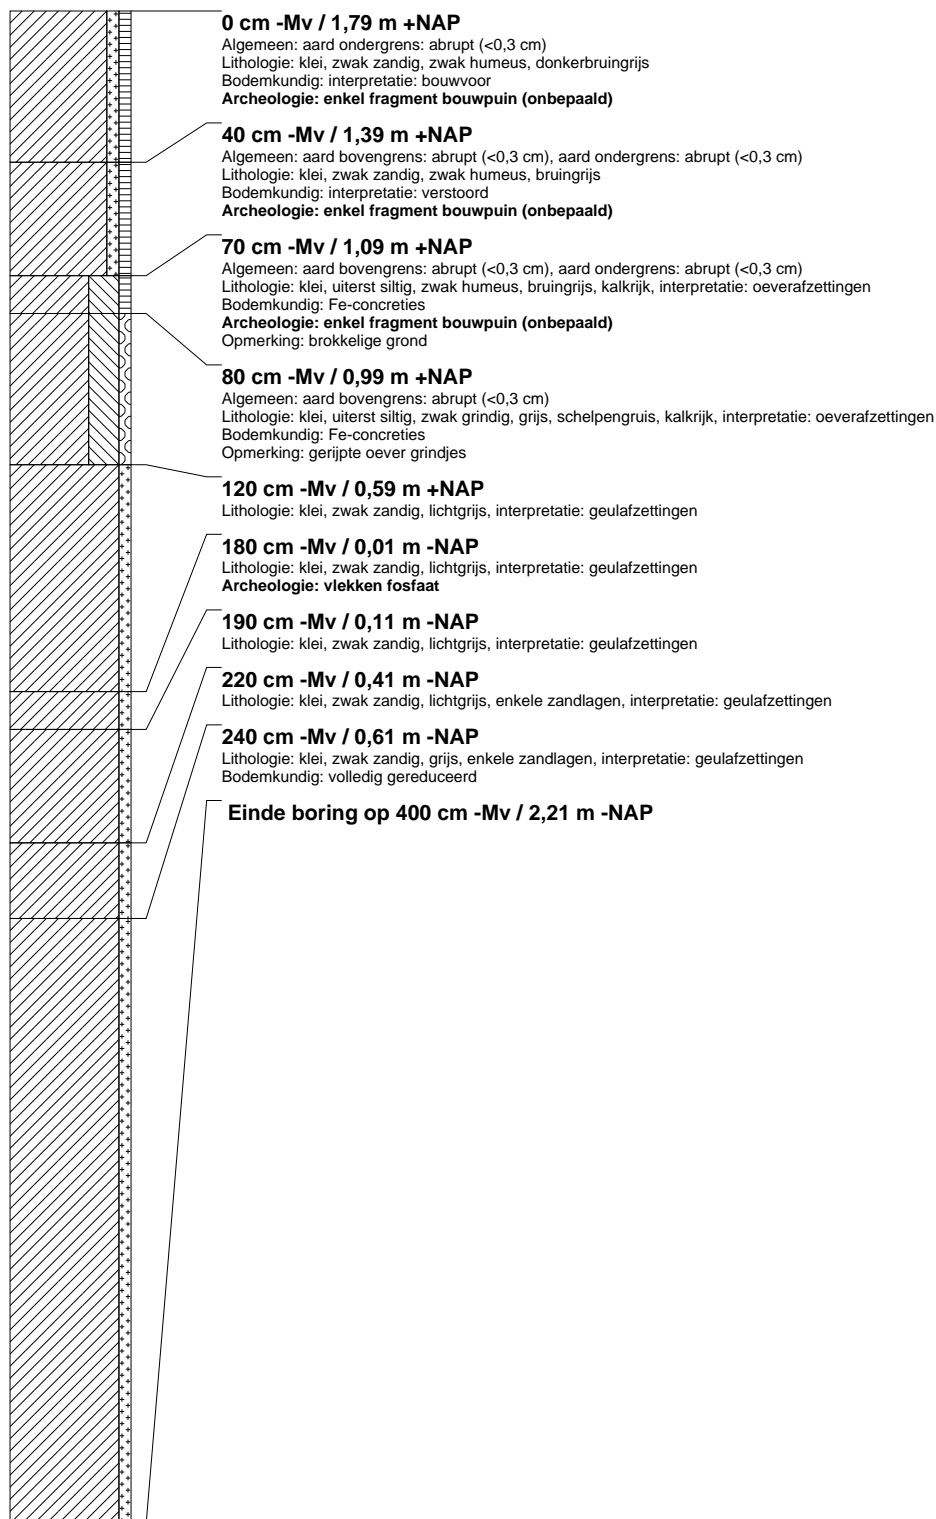 0 cm -Mv / 1,79 m +NAP
Algemeen: aard ondergrens: abrupt (<0,3 cm)
Lithologie: klei, zwak zandig, zwak humeus, donkerbruingrijs
Bodemkundig: interpretatie: bouwvoor
Archeologie: enkel fragment bouwpuin (onbepaald)
40 cm -Mv / 1,39 m +NAP
Algemeen: aard bovengrens: abrupt (<0,3 cm), aard ondergrens: abrupt (<0,3 cm)
Lithologie: klei, zwak zandig, zwak humeus, bruingrijs
Bodemkundig: interpretatie: verstoord
Archeologie: enkel fragment bouwpuin (onbepaald)
70 cm -Mv / 1,09 m +NAP
Algemeen: aard bovengrens: abrupt (<0,3 cm), aard ondergrens: abrupt (<0,3 cm)
Lithologie: klei, uiterst siltig, zwak humeus, bruingrijs, kalkrijk, interpretatie: oeverafzettingen
Bodemkundig: Fe-concreties
Archeologie: enkel fragment bouwpuin (onbepaald)
Opmerking: brokkelige grond
80 cm -Mv / 0,99 m +NAP
Algemeen: aard bovengrens: abrupt (<0,3 cm)
Lithologie: klei, uiterst siltig, zwak grindig, grijs, schelpengruis, kalkrijk, interpretatie: oeverafzettingen
Bodemkundig: Fe-concreties
Opmerking: gerijpte oever grindjes
120 cm -Mv / 0,59 m +NAP
Lithologie: klei, zwak zandig, lichtgrijs, interpretatie: geulafzettingen
180 cm -Mv / 0,01 m -NAP
Lithologie: klei, zwak zandig, lichtgrijs, interpretatie: geulafzettingen
Archeologie: vlekken fosfaat
190 cm -Mv / 0,11 m -NAP
Lithologie: klei, zwak zandig, lichtgrijs, interpretatie: geulafzettingen
220 cm -Mv / 0,41 m -NAP
Lithologie: klei, zwak zandig, lichtgrijs, enkele zandlagen, interpretatie: geulafzettingen
240 cm -Mv / 0,61 m -NAP
Lithologie: klei, zwak zandig, grijs, enkele zandlagen, interpretatie: geulafzettingen
Bodemkundig: volledig gereduceerd
Einde boring op 400 cm -Mv / 2,21 m -NAP